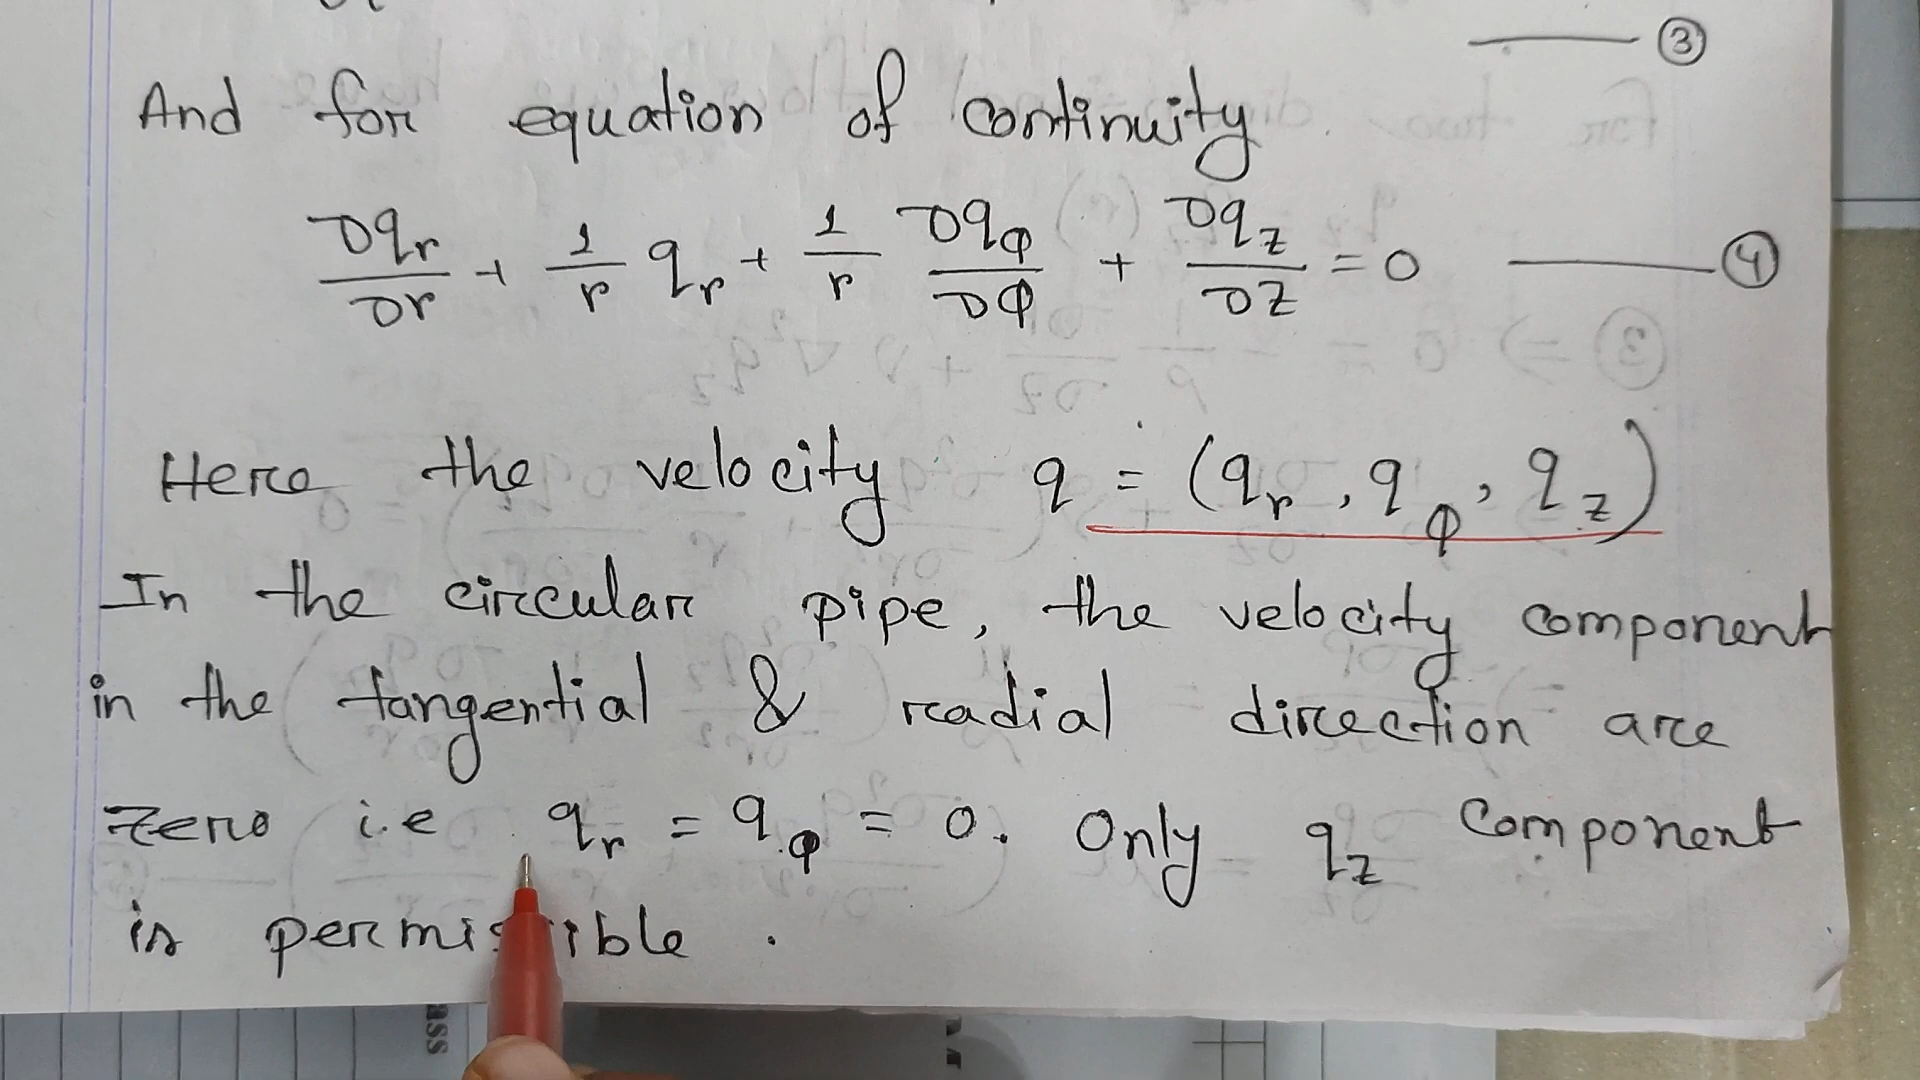 ③
And for equation of continuity
∂qr/∂r + 1/r qr + 1/r ∂qφ/∂φ + ∂qz/∂z = 0 ④
Here the velocity q = (qr, qφ, qz)
In the circular pipe, the velocity component
in the tangential & radial direction are
zero i.e qr = qφ = 0. Only qz component
is permissible.
ass